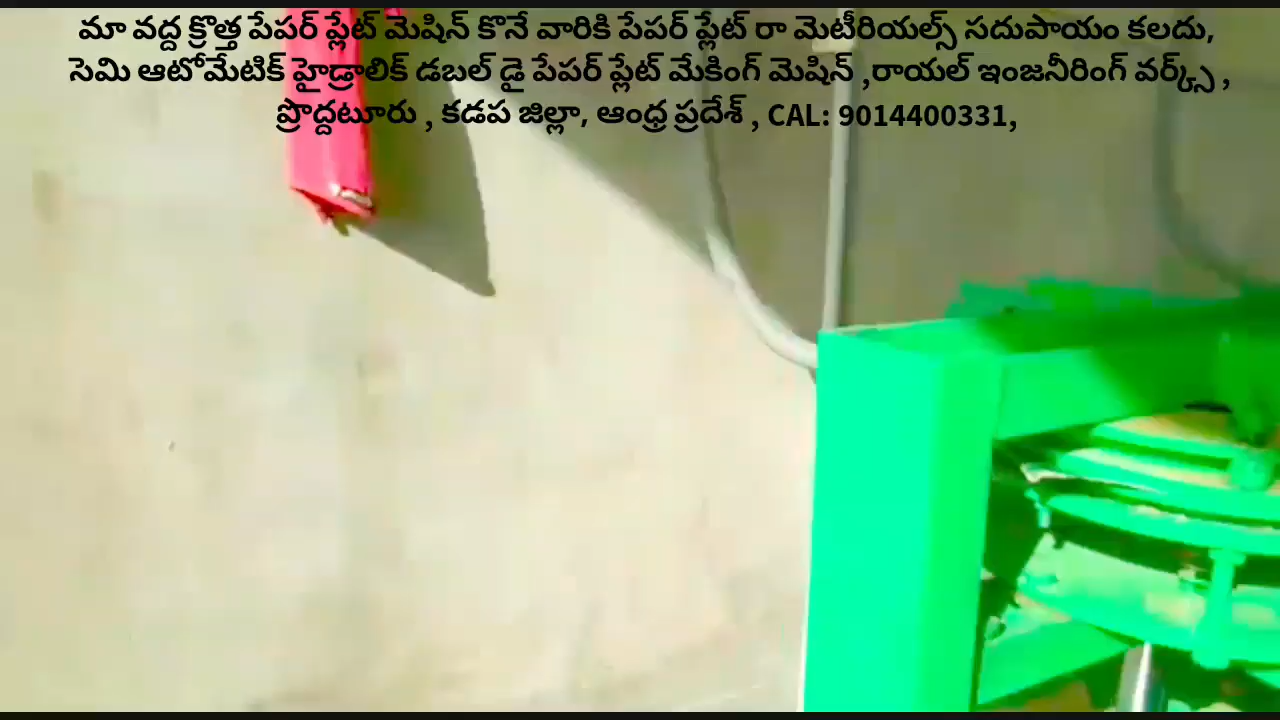 మా వద్ద క్రొత్త పేపర్ ప్లేట్ మెషిన్ కొనే వారికి పేపర్ ప్లేట్ రా మెటీరియల్స్ సదుపాయం కలదు,
సెమి ఆటోమేటిక్ హైడ్రాలిక్ డబల్ డై పేపర్ ప్లేట్ మేకింగ్ మెషిన్ ,రాయల్ ఇంజనీరింగ్ వర్క్స్ ,
ప్రొద్దటూరు , కడప జిల్లా, ఆంధ్ర ప్రదేశ్ , CAL: 9014400331,